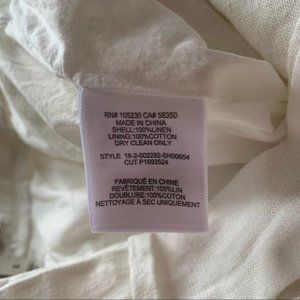 RN# 105230 CA# 58350
MADE IN CHINA
SHELL:100%LINEN
LINING:100%COTTON
DRY CLEAN ONLY
STYLE 18-2-002292-SH00654
CUT P1693524
FABRIQUÉ EN CHINE
REVÊTEMENT:100%LIN
DOUBLURE:100%COTON
NETTOYAGE À SEC UNIQUEMENT